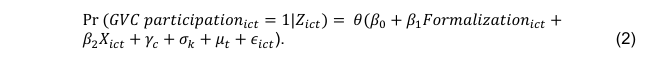 Pr (GVC participation_ict = 1|Z_ict) = θ(β_0 + β_1Formalization_ict +
β_2X_ict + γ_c + σ_k + μ_t + ϵ_ict). (2)